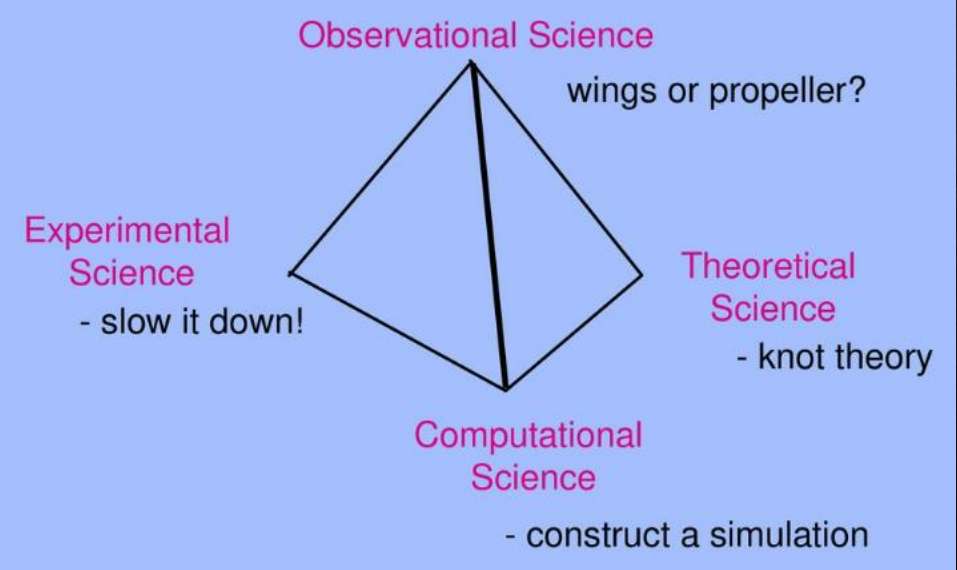 Observational Science
wings or propeller?
Experimental
Science
- slow it down!
Theoretical
Science
- knot theory
Computational
Science
- construct a simulation